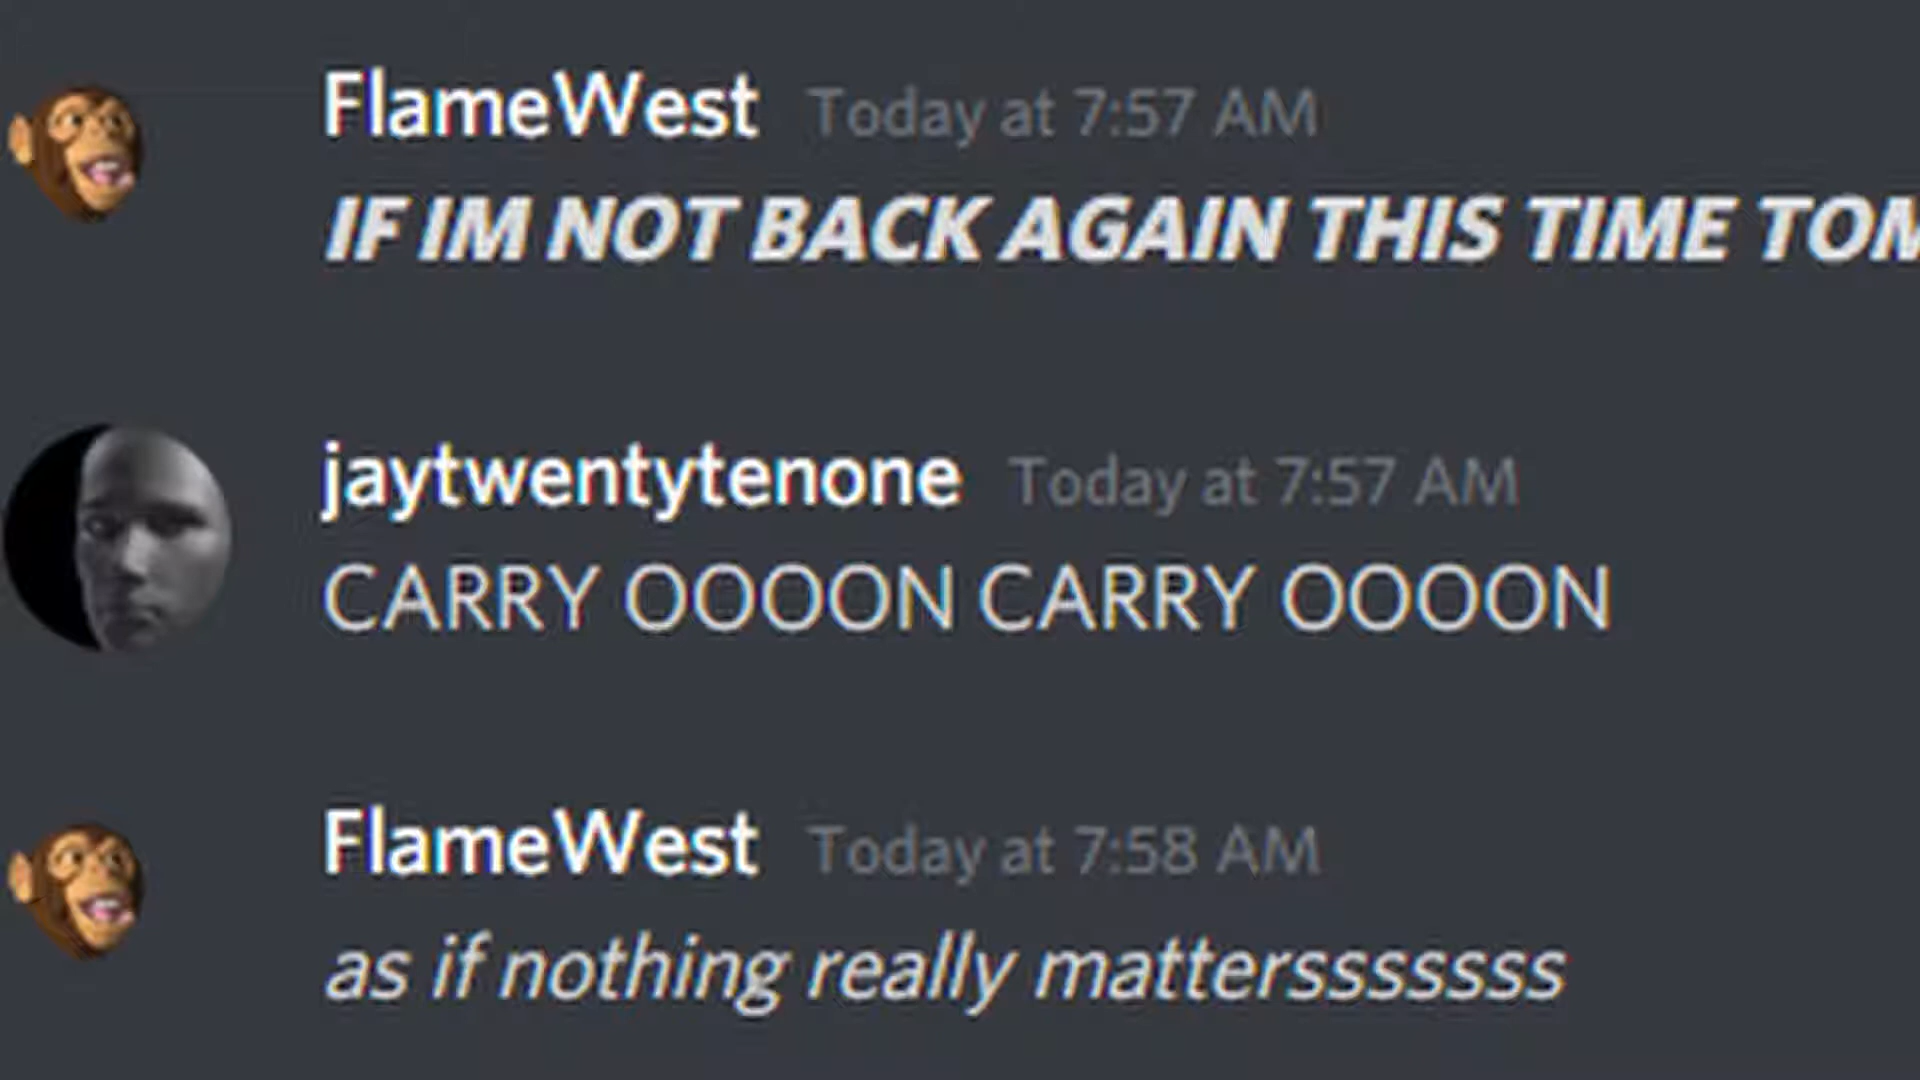 FlameWest Today at 7:57 AM
IF IM NOT BACK AGAIN THIS TIME TOM
jaytwentytenone Today at 7:57 AM
CARRY OOOON CARRY OOOON
FlameWest Today at 7:58 AM
as if nothing really mattersssssss